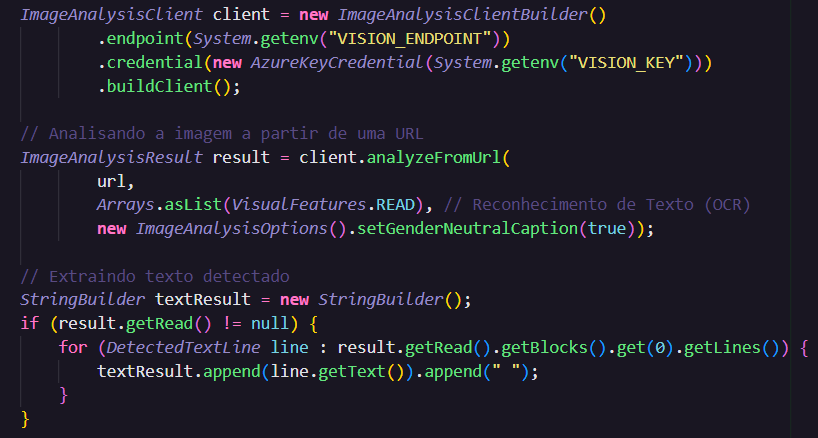 ImageAnalysisClient client = new ImageAnalysisClientBuilder()
        .endpoint(System.getenv("VISION_ENDPOINT"))
        .credential(new AzureKeyCredential(System.getenv("VISION_KEY")))
        .buildClient();

// Analisando a imagem a partir de uma URL
ImageAnalysisResult result = client.analyzeFromUrl(
        url,
        Arrays.asList(VisualFeatures.READ), // Reconhecimento de Texto (OCR)
        new ImageAnalysisOptions().setGenderNeutralCaption(true));

// Extraindo texto detectado
StringBuilder textResult = new StringBuilder();
if (result.getRead() != null) {
    for (DetectedTextLine line : result.getRead().getBlocks().get(0).getLines()) {
        textResult.append(line.getText()).append(" ");
    }
}